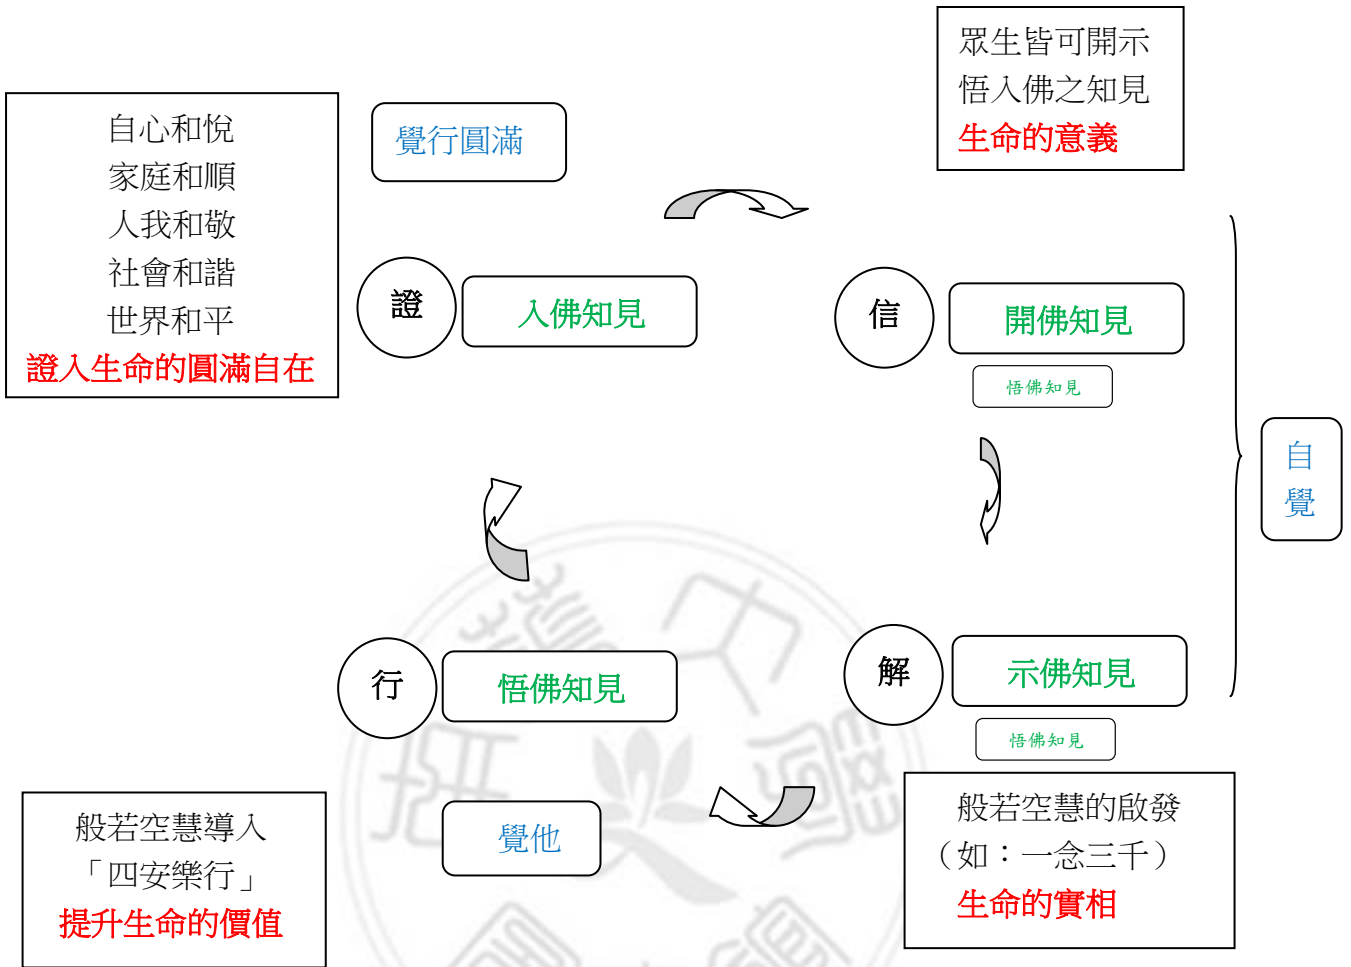 眾生皆可開示
悟入佛之知見
生命的意義
自心和悅
家庭和順
人我和敬
社會和諧
世界和平
證入生命的圓滿自在
覺行圓滿
證
入佛知見
信
開佛知見
悟佛知見
自
覺
行
悟佛知見
解
示佛知見
悟佛知見
般若空慧導入
「四安樂行」
提升生命的價值
覺他
般若空慧的啟發
（如：一念三千）
生命的實相